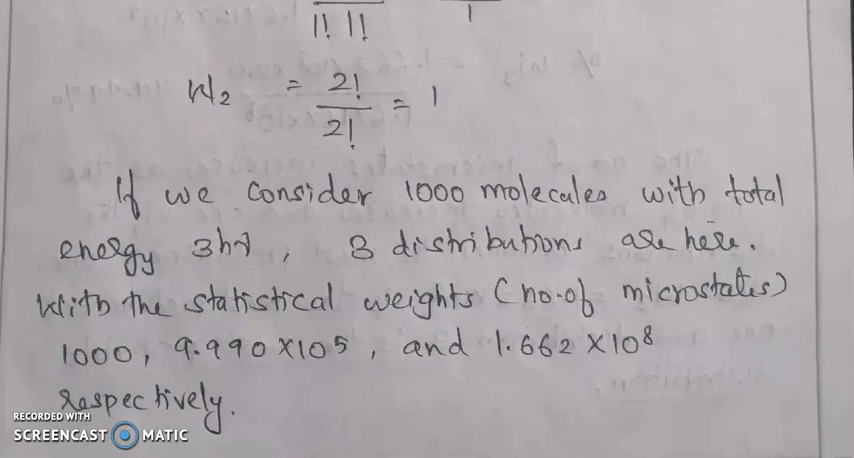 1! 1! 1
W2 = 2! / 2! = 1
If we consider 1000 molecules with total
energy 3hν, 3 distributions are here.
With the statistical weights (no.of microstates)
1000, 9.990 X10⁵, and 1.662 X10⁸
respectively.
RECORDED WITH
SCREENCAST MATIC